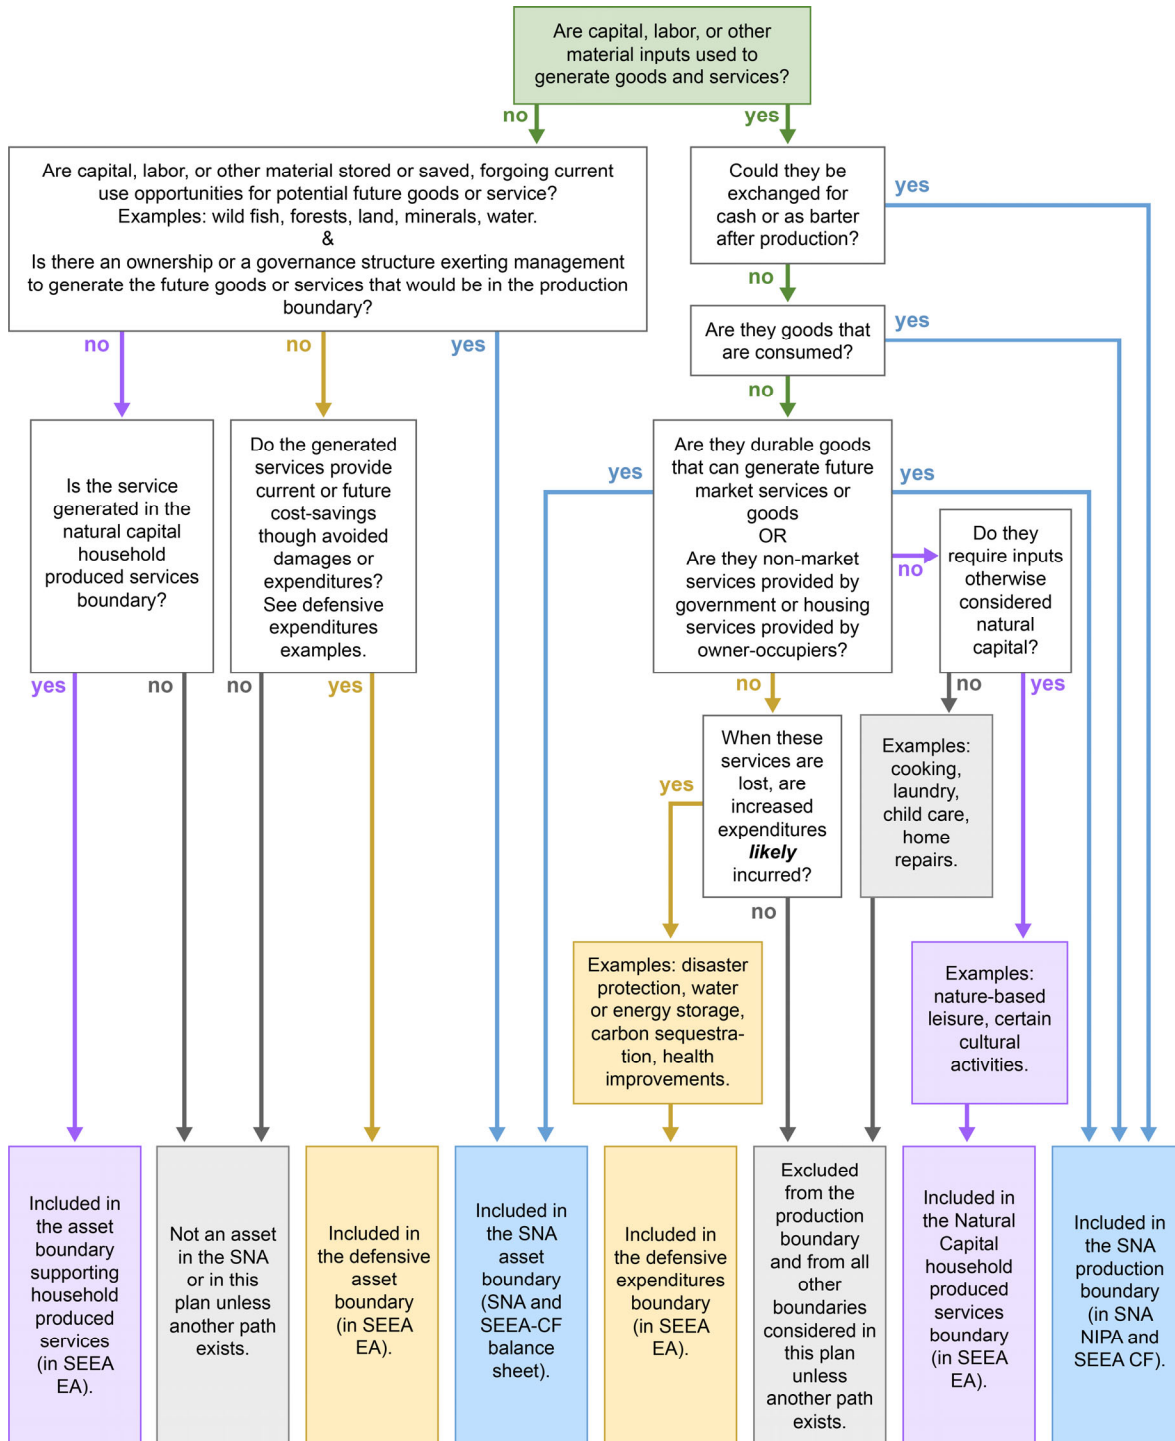 Are capital, labor, or other
material inputs used to
generate goods and services?
no
yes
Are capital, labor, or other material stored or saved, forgoing current
use opportunities for potential future goods or service?
Examples: wild fish, forests, land, minerals, water.
&
Is there an ownership or a governance structure exerting management
to generate the future goods or services that would be in the production
boundary?
Could they be
exchanged for
cash or as barter
after production?
yes
no
Are they goods that
are consumed?
yes
no
no
no
yes
Is the service
generated in the
natural capital
household
produced services
boundary?
Do the generated
services provide
current or future
cost-savings
though avoided
damages or
expenditures?
See defensive
expenditures
examples.
yes
Are they durable goods
that can generate future
market services or
goods
OR
Are they non-market
services provided by
government or housing
services provided by
owner-occupiers?
yes
no
Do they
require inputs
otherwise
considered
natural
capital?
yes
no
no
yes
no
no
yes
When these
services are
lost, are
increased
expenditures
likely
incurred?
yes
no
Examples:
cooking,
laundry,
child care,
home
repairs.
Examples: disaster
protection, water
or energy storage,
carbon sequestra-
tion, health
improvements.
Examples:
nature-based
leisure, certain
cultural
activities.
Included in
the asset
boundary
supporting
household
produced
services
(in SEEA
EA).
Not an asset
in the SNA
or in this
plan unless
another path
exists.
Included in
the defensive
asset
boundary
(in SEEA
EA).
Included in
the SNA
asset
boundary
(SNA and
SEEA-CF
balance
sheet).
Included in
the defensive
expenditures
boundary
(in SEEA
EA).
Excluded
from the
production
boundary
and from all
other
boundaries
considered in
this plan
unless
another path
exists.
Included in
the Natural
Capital
household
produced
services
boundary
(in SEEA
EA).
Included in
the SNA
production
boundary
(in SNA
NIPA and
SEEA CF).